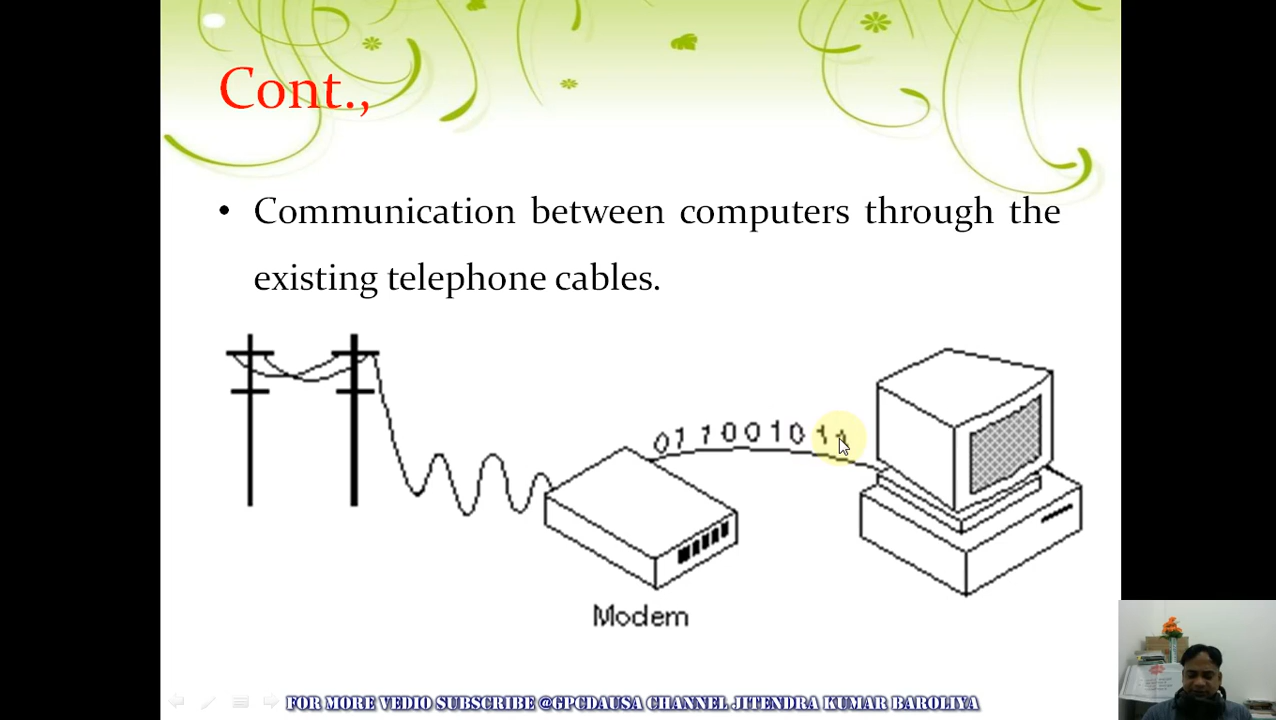 Cont.,
• Communication between computers through the
existing telephone cables.
01100101
Modem
FOR MORE VEDIO SUBSCRIBE @GPCDAUSA CHANNEL JITENDRA KUMAR BAROLIYA